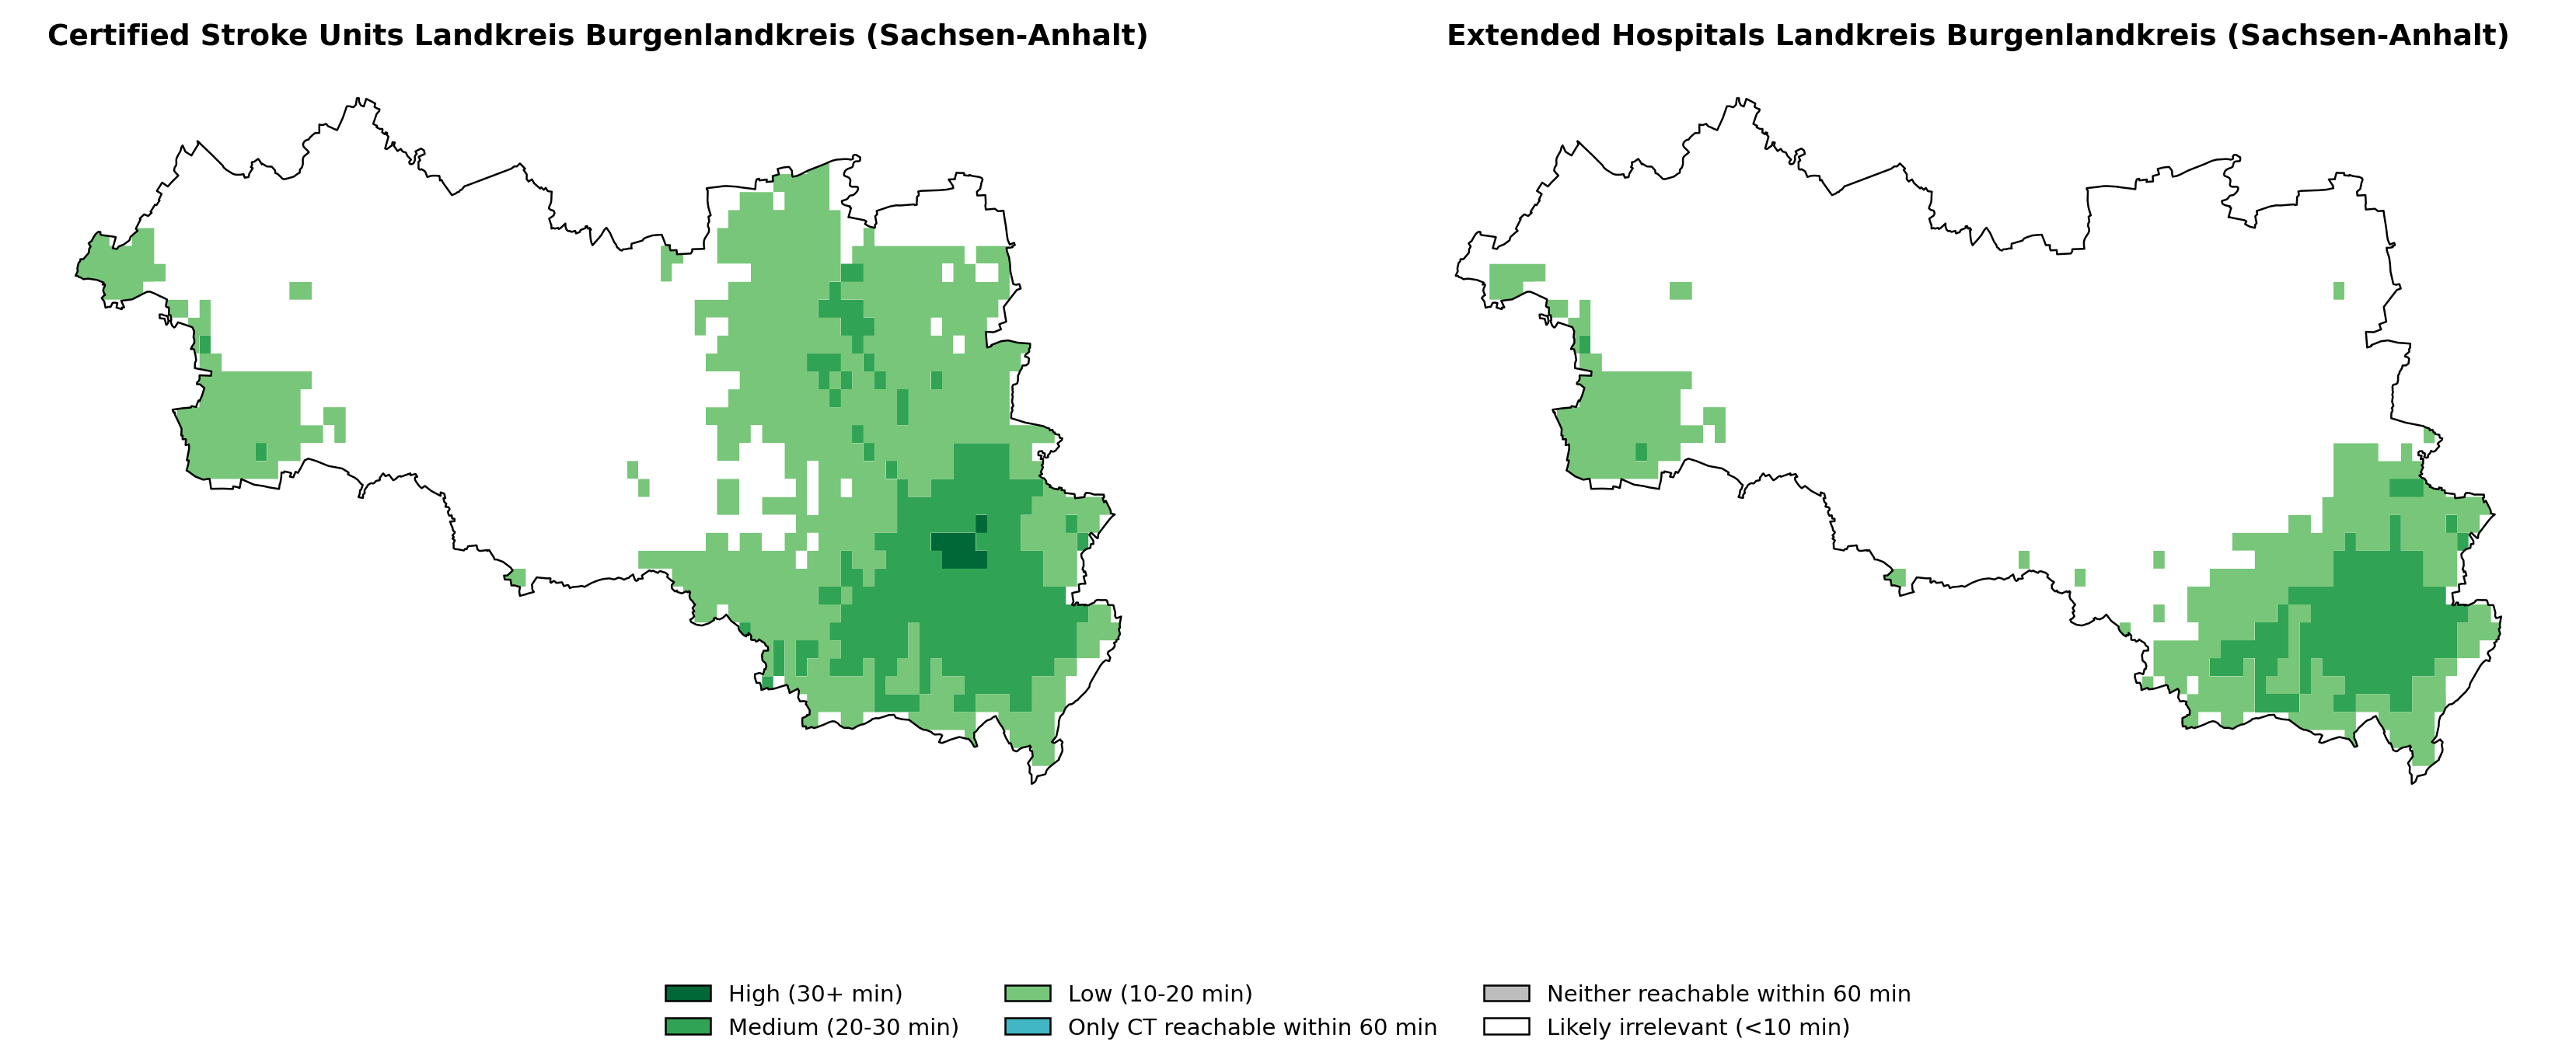 Certified Stroke Units Landkreis Burgenlandkreis (Sachsen-Anhalt)
Extended Hospitals Landkreis Burgenlandkreis (Sachsen-Anhalt)
High (30+ min)
Medium (20-30 min)
Low (10-20 min)
Only CT reachable within 60 min
Neither reachable within 60 min
Likely irrelevant (<10 min)